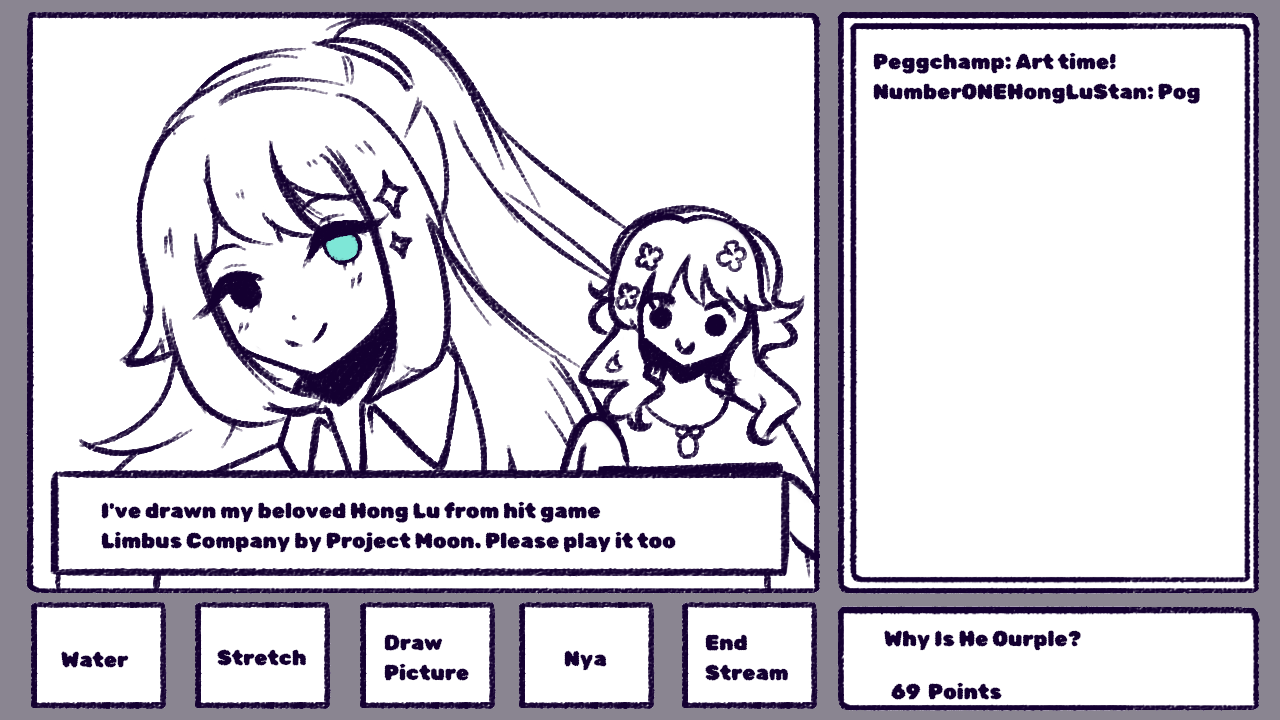 Peggchamp: Art time!
NumberONEHongLuStan: Pog
I've drawn my beloved Hong Lu from hit game
Limbus Company by Project Moon. Please play it too
Water
Stretch
Draw
Picture
Nya
End
Stream
Why Is He Ourple?
69 Points